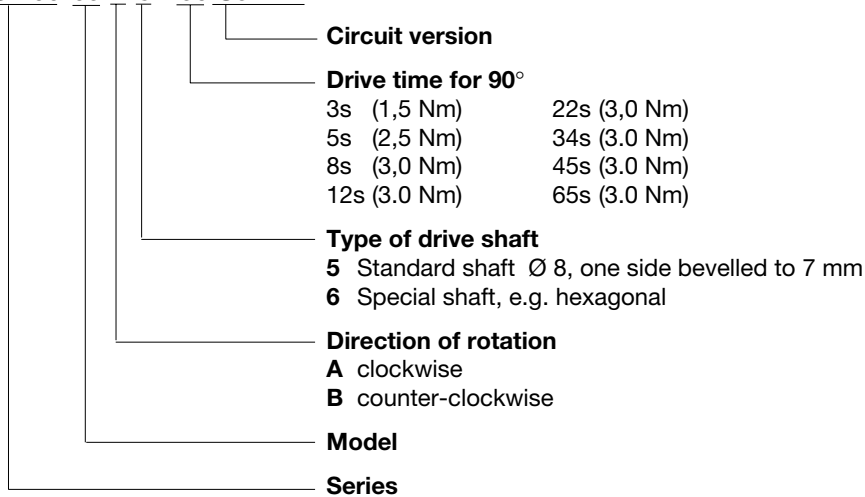 Circuit version
Drive time for 90°
3s (1,5 Nm) 22s (3,0 Nm)
5s (2,5 Nm) 34s (3.0 Nm)
8s (3,0 Nm) 45s (3.0 Nm)
12s (3.0 Nm) 65s (3.0 Nm)
Type of drive shaft
5 Standard shaft Ø 8, one side bevelled to 7 mm
6 Special shaft, e.g. hexagonal
Direction of rotation
A clockwise
B counter-clockwise
Model
Series